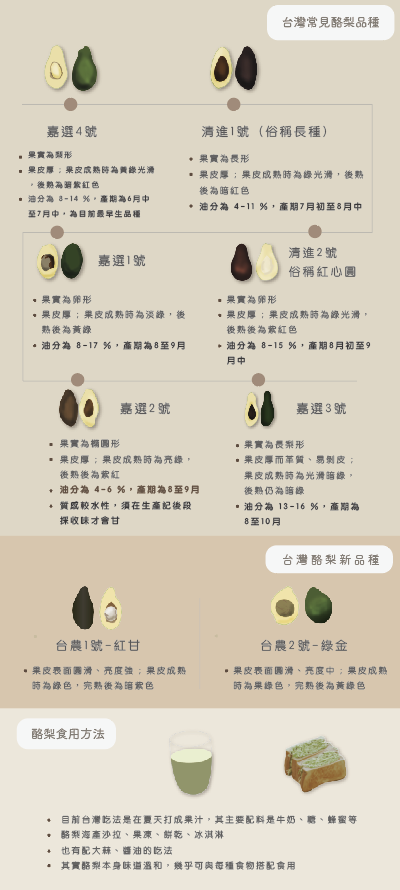 台灣常見酪梨品種
嘉選4號
果實為梨形
果皮厚；果皮成熟時為黃綠光滑
，後熟為暗紫紅色
油分為 8-14 %，產期為6月中
至7月中，為目前最早生品種
清進1號（俗稱長種）
果實為長形
果皮厚；果皮成熟時為綠光滑，後熟
後為暗紅色
油分為 4-11 %，產期7月初至8月中
嘉選1號
果實為卵形
果皮厚；果皮成熟時為淡綠，後
熟後為黃綠
油分為 8-17 %，產期為8至9月
清進2號
俗稱紅心圓
果實為卵形
果皮厚；果皮成熟時為綠光滑，
後熟後為紫紅色
油分為 8-15 %，產期8月初至9
月中
嘉選2號
果實為橢圓形
果皮厚；果皮成熟時為亮綠，
後熟後為紫紅
油分為 4-6 %，產期為8至9月
質成較水性，須在生產記後段
採收味才會甘
嘉選3號
果實為長梨形
果皮厚而革質、易剝皮；
果皮成熟時為光滑暗綠，
後熟仍為暗綠
油分為 13-16 %，產期為
8至10月
台灣酪梨新品種
台農1號-紅甘
果皮表面圓滑、亮度強；果皮成熟
時為綠色，完熟後為暗紫色
台農2號-綠金
果皮表面圓滑、亮度中；果皮成熟
時為果綠色，完熟後為黃綠色
酪梨食用方法
目前台灣吃法是在夏天打成果汁，其主要配料是牛奶、糖、蜂蜜等
酪梨海產沙拉、果凍、餅乾、冰淇淋
也有配大蒜、醬油的吃法
其實酪梨本身味道溫和，幾乎可與每種食物搭配食用